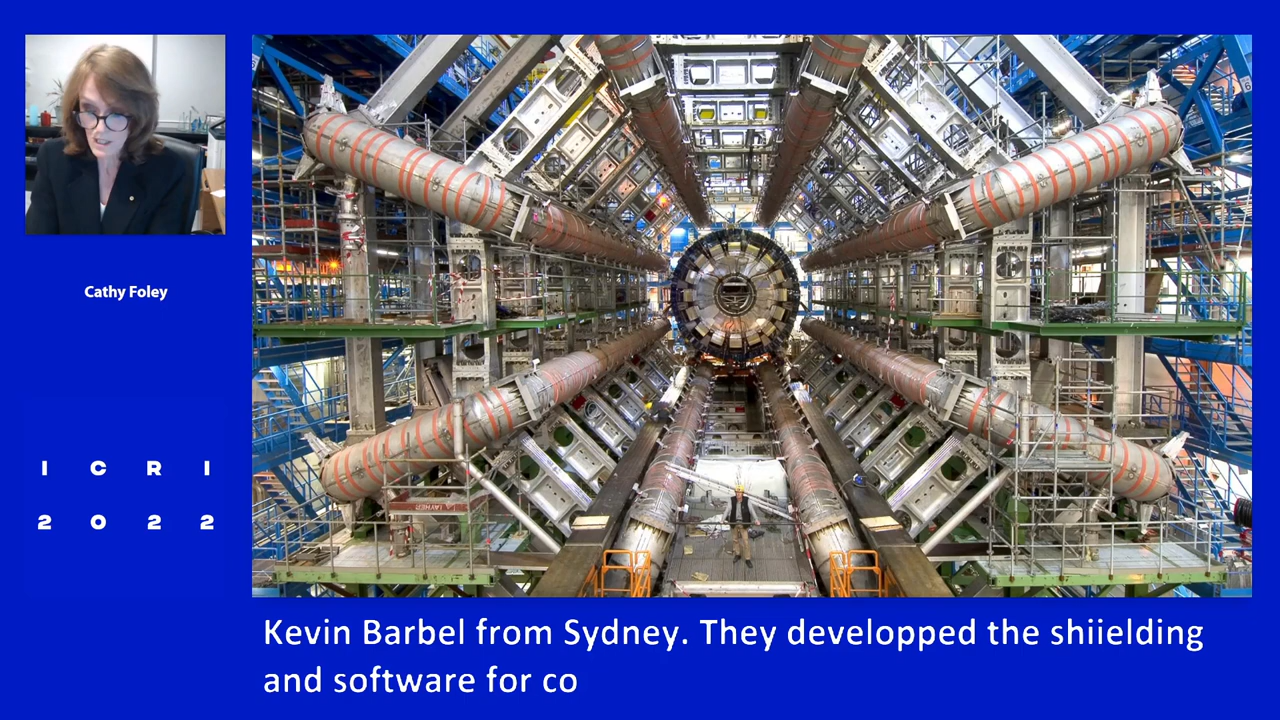 Cathy Foley
I C R I
2 0 2 2
Kevin Barbel from Sydney. They developped the shiielding
and software for co